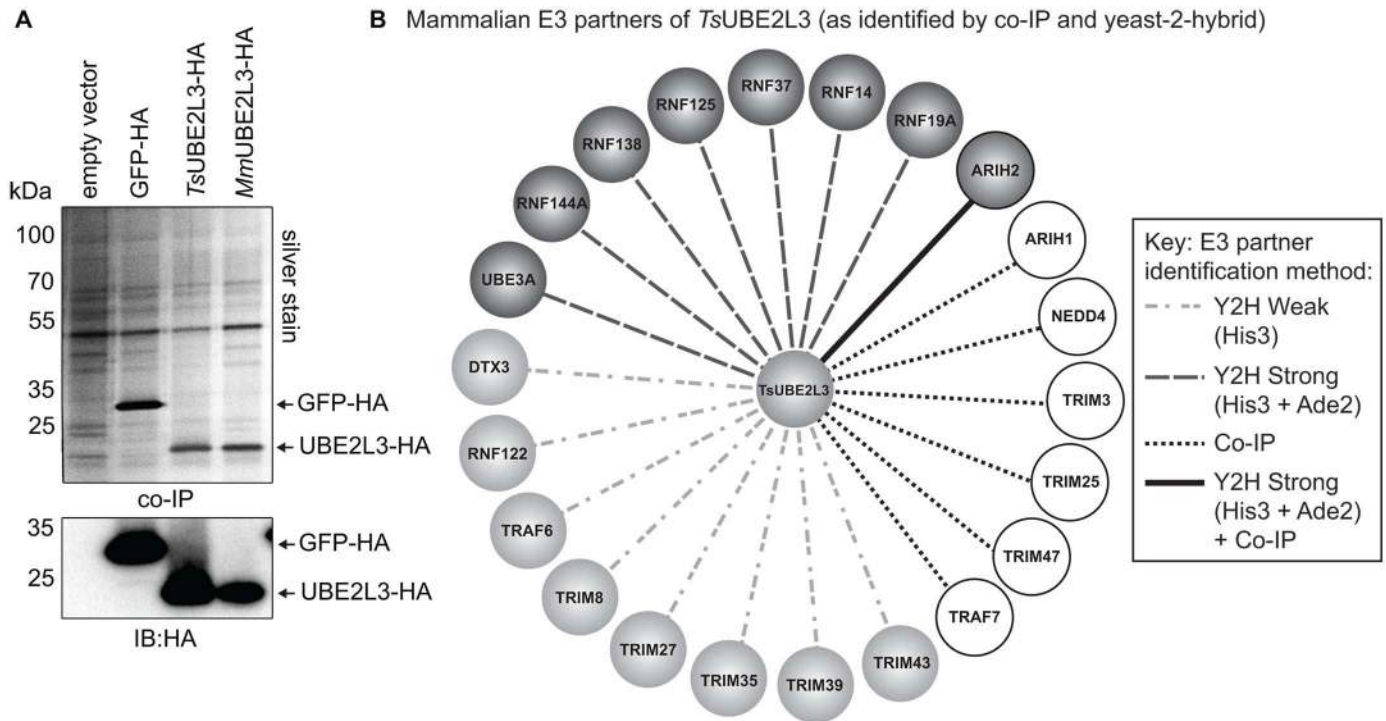 A
empty vector
GFP-HA
TsUBE2L3-HA
MmUBE2L3-HA
kDa
100
70
55
35
25
silver stain
←GFP-HA
←UBE2L3-HA
co-IP
35
25
←GFP-HA
←UBE2L3-HA
IB:HA
B Mammalian E3 partners of TsUBE2L3 (as identified by co-IP and yeast-2-hybrid)
RNF37
RNF14
RNF125
RNF19A
RNF138
ARIH2
RNF144A
ARIH1
UBE3A
NEDD4
DTX3
TsUBE2L3
TRIM3
RNF122
TRIM25
TRAF6
TRIM47
TRIM8
TRAF7
TRIM27
TRIM43
TRIM35
TRIM39
Key: E3 partner
identification method:
Y2H Weak
(His3)
Y2H Strong
(His3 + Ade2)
Co-IP
Y2H Strong
(His3 + Ade2)
+ Co-IP